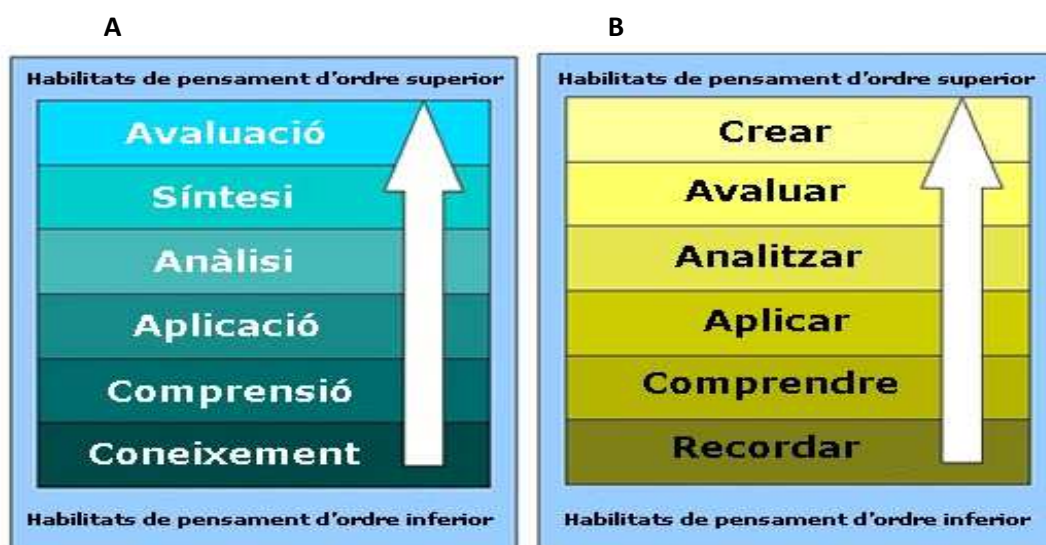 A
Habilitats de pensament d'ordre superior
Avaluació
Síntesi
Anàlisi
Aplicació
Comprensió
Coneixement
Habilitats de pensament d'ordre inferior
B
Habilitats de pensament d'ordre superior
Crear
Avaluar
Analitzar
Aplicar
Comprendre
Recordar
Habilitats de pensament d'ordre inferior